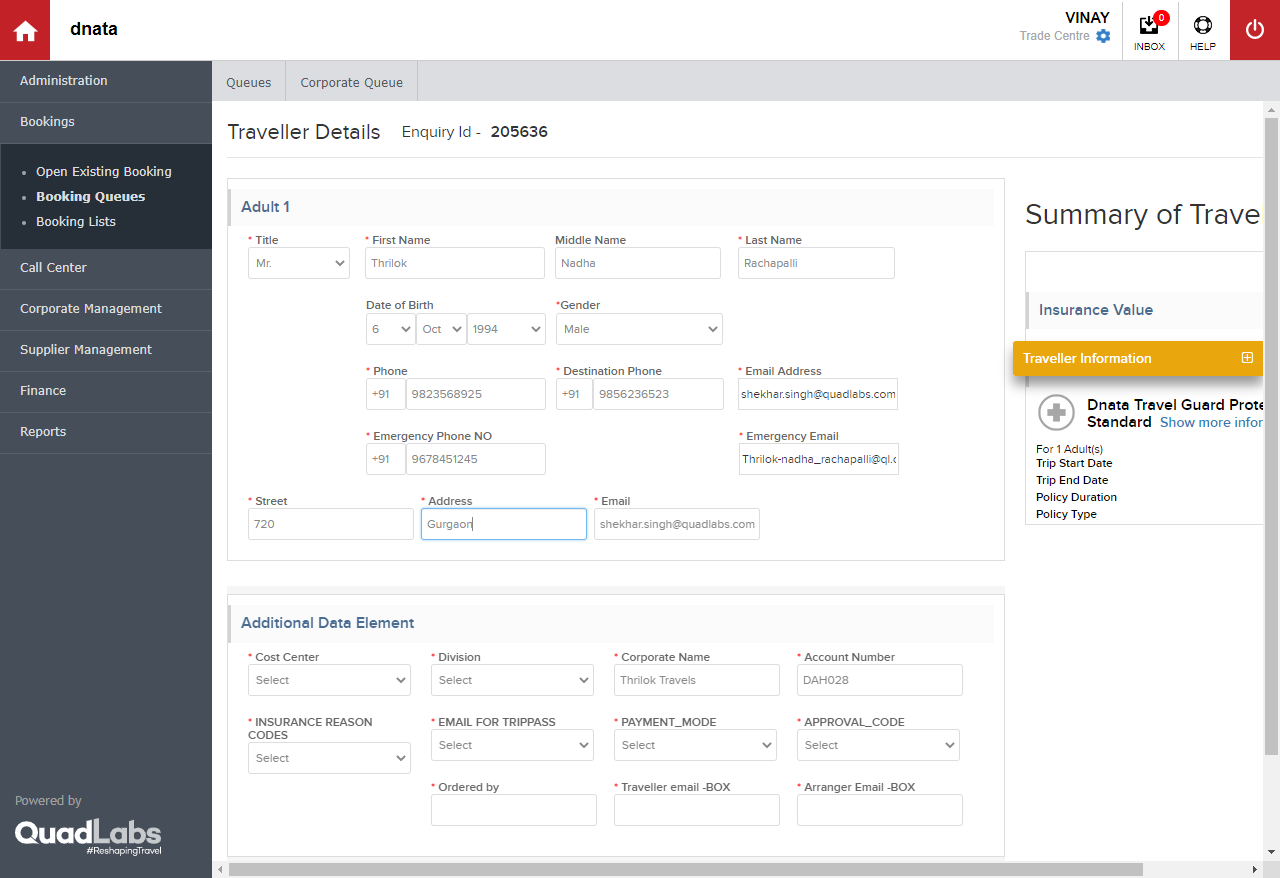 dnata
VINAY
Trade Centre
0
INBOX
HELP
Administration
Bookings
Open Existing Booking
Booking Queues
Booking Lists
Call Center
Corporate Management
Supplier Management
Finance
Reports
Powered by
QuadLabs
#ReshapingTravel
Queues
Corporate Queue
Traveller Details Enquiry Id - 205636
Adult 1
* Title * First Name Middle Name * Last Name
Mr. Thrilok Nadha Rachapalli
Date of Birth *Gender
6 Oct 1994 Male
* Phone * Destination Phone * Email Address
+91 9823568925 +91 9856236523 shekhar.singh@quadlabs.com
* Emergency Phone NO * Emergency Email
+91 9678451245 Thrilok-nadha_rachapalli@ql.c
* Street * Address * Email
720 Gurgaon shekhar.singh@quadlabs.com
Additional Data Element
* Cost Center * Division * Corporate Name * Account Number
Select Select Thrilok Travels DAH028
* INSURANCE REASON CODES * EMAIL FOR TRIPPASS * PAYMENT_MODE * APPROVAL_CODE
Select Select Select Select
* Ordered by * Traveller email -BOX * Arranger Email -BOX
Summary of Trave
Insurance Value
Traveller Information
Dnata Travel Guard Prote
Standard Show more infor
For 1 Adult(s)
Trip Start Date
Trip End Date
Policy Duration
Policy Type